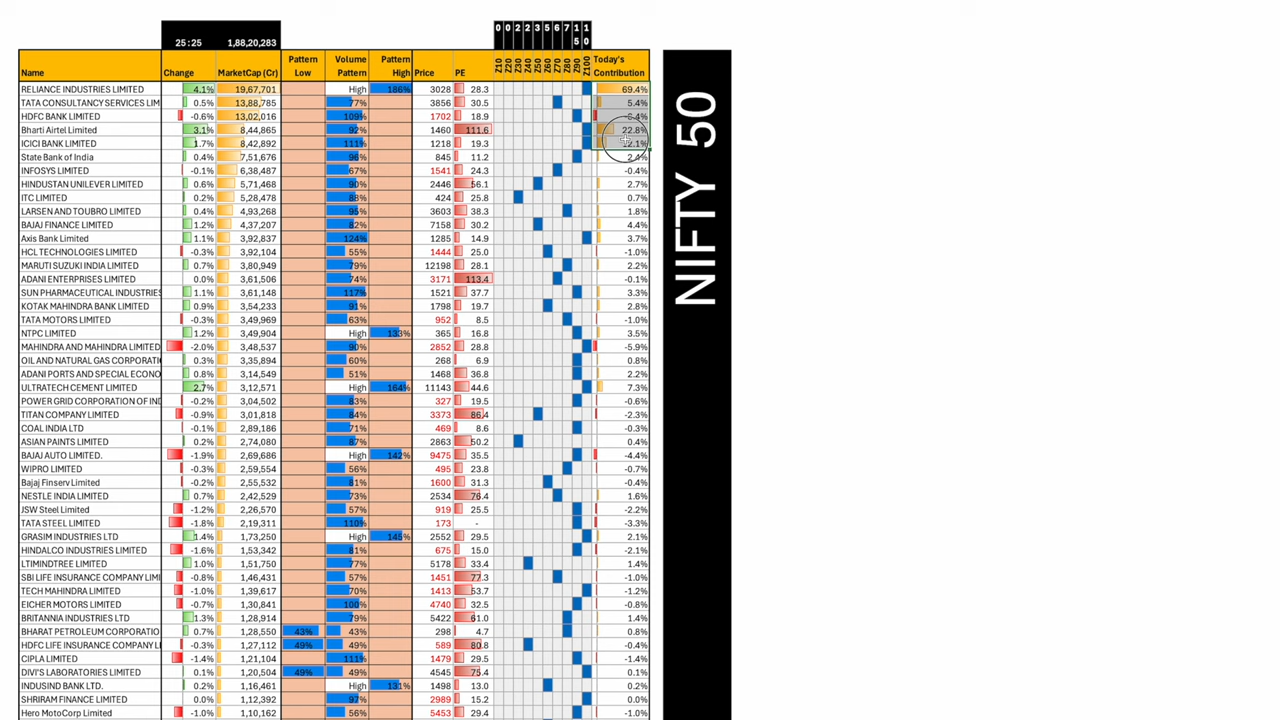 0 0 2 2 3 5 6 7 15 10
25:25 1,88,20,283
Name Change MarketCap (Cr) Pattern Low Volume Pattern Pattern High Price PE Z10 Z20 Z30 Z40 Z50 Z60 Z70 Z80 Z90 Z100 Today's Contribution
RELIANCE INDUSTRIES LIMITED 4.1% 19,67,701 High 186% 3028 28.3 69.4%
TATA CONSULTANCY SERVICES LIM 0.5% 13,88,785 77% 3856 30.5 5.4%
HDFC BANK LIMITED -0.6% 13,02,016 109% 1702 18.9
Bharti Airtel Limited 3.1% 8,44,865 92% 1460 111.6 22.8%
ICICI BANK LIMITED 1.7% 8,42,892 111% 1218 19.3
State Bank of India 0.4% 7,51,676 96% 845 11.2 2.4%
INFOSYS LIMITED -0.1% 6,38,487 67% 1541 24.3 -0.4%
HINDUSTAN UNILEVER LIMITED 0.6% 5,71,468 90% 2446 56.1 2.7%
ITC LIMITED 0.2% 5,28,478 88% 424 25.8 0.7%
LARSEN AND TOUBRO LIMITED 0.4% 4,93,268 95% 3603 38.3 1.8%
BAJAJ FINANCE LIMITED 1.2% 4,37,207 82% 7158 30.2 4.4%
Axis Bank Limited 1.1% 3,92,837 124% 1285 14.9 3.7%
HCL TECHNOLOGIES LIMITED -0.3% 3,92,104 55% 1444 25.0 -1.0%
MARUTI SUZUKI INDIA LIMITED 0.7% 3,80,949 79% 12198 28.1 2.2%
ADANI ENTERPRISES LIMITED 0.0% 3,61,506 74% 3171 113.4 -0.1%
SUN PHARMACEUTICAL INDUSTRIES 1.1% 3,61,148 117% 1521 37.7 3.3%
KOTAK MAHINDRA BANK LIMITED 0.9% 3,54,233 91% 1798 19.7 2.8%
TATA MOTORS LIMITED -0.3% 3,49,969 63% 952 8.5 -1.0%
NTPC LIMITED 1.2% 3,49,904 High 133% 365 16.8 3.5%
MAHINDRA AND MAHINDRA LIMITED -2.0% 3,48,537 90% 2852 28.8 -5.9%
OIL AND NATURAL GAS CORPORATI 0.3% 3,35,894 60% 268 6.9 0.8%
ADANI PORTS AND SPECIAL ECONO 0.8% 3,14,549 51% 1468 36.8 2.2%
ULTRATECH CEMENT LIMITED 2.7% 3,12,571 High 164% 11143 44.6 7.3%
POWER GRID CORPORATION OF IND -0.2% 3,04,502 83% 327 19.5 -0.6%
TITAN COMPANY LIMITED -0.9% 3,01,818 84% 3373 86.4 -2.3%
COAL INDIA LTD -0.1% 2,89,186 71% 469 8.6 -0.3%
ASIAN PAINTS LIMITED 0.2% 2,74,080 87% 2863 50.2 0.4%
BAJAJ AUTO LIMITED. -1.9% 2,69,686 High 142% 9475 35.5 -4.4%
WIPRO LIMITED -0.3% 2,59,554 56% 495 23.8 -0.7%
Bajaj Finserv Limited -0.2% 2,55,532 81% 1600 31.3 -0.4%
NESTLE INDIA LIMITED 0.7% 2,42,529 73% 2534 76.4 1.6%
JSW Steel Limited -1.2% 2,26,570 57% 919 25.5 -2.2%
TATA STEEL LIMITED -1.8% 2,19,311 110% 173 - -3.3%
GRASIM INDUSTRIES LTD 1.4% 1,73,250 High 145% 2552 29.5 2.1%
HINDALCO INDUSTRIES LIMITED -1.6% 1,53,342 81% 675 15.0 -2.1%
LTIMINDTREE LIMITED 1.0% 1,51,750 77% 5178 33.4 1.4%
SBI LIFE INSURANCE COMPANY LIMI -0.8% 1,46,431 57% 1451 77.3 -1.0%
TECH MAHINDRA LIMITED -1.0% 1,39,617 70% 1413 53.7 -1.2%
EICHER MOTORS LIMITED -0.7% 1,30,841 100% 4740 32.5 -0.8%
BRITANNIA INDUSTRIES LTD 1.3% 1,28,914 79% 5422 61.0 1.4%
BHARAT PETROLEUM CORPORATIO 0.7% 1,28,550 43% 43% 298 4.7 0.8%
HDFC LIFE INSURANCE COMPANY L -0.3% 1,27,112 49% 49% 589 80.8 -0.4%
CIPLA LIMITED -1.4% 1,21,104 111% 1479 29.5 -1.4%
DIVI'S LABORATORIES LIMITED 0.1% 1,20,504 49% 49% 4545 75.4 0.1%
INDUSIND BANK LTD. 0.2% 1,16,461 High 131% 1498 13.0 0.2%
SHRIRAM FINANCE LIMITED 0.0% 1,12,392 97% 2989 15.2 0.0%
Hero MotoCorp Limited -1.0% 1,10,162 56% 5453 29.4 -1.0%
NIFTY 50